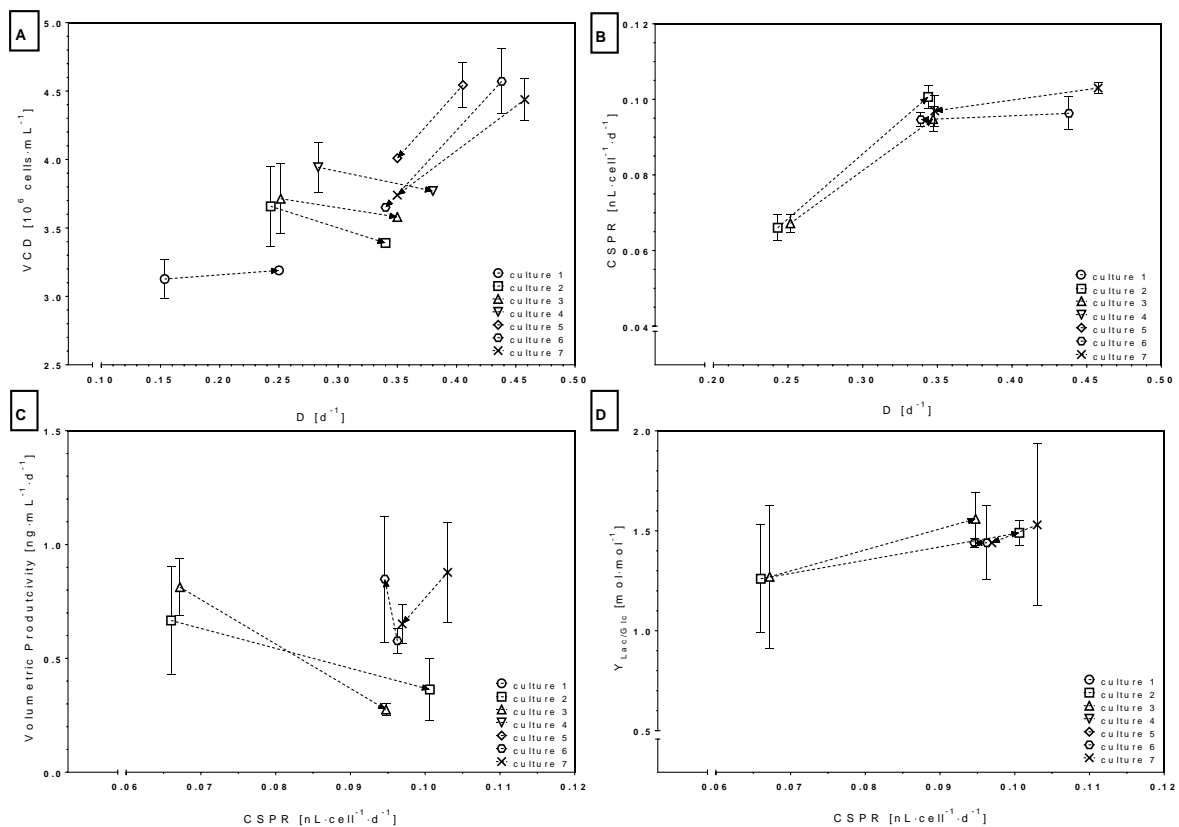 A
5.0
4.5
4.0
3.5
3.0
2.5
VCD [10⁶ cells·mL⁻¹]
0.10 0.15 0.20 0.25 0.30 0.35 0.40 0.45 0.50
D [d⁻¹]
culture 1
culture 2
culture 3
culture 4
culture 5
culture 6
culture 7
B
0.12
0.10
0.08
0.06
0.04
CSPR [nL·cell⁻¹·d⁻¹]
0.20 0.25 0.30 0.35 0.40 0.45 0.50
D [d⁻¹]
culture 1
culture 2
culture 3
culture 4
culture 5
culture 6
culture 7
C
1.5
1.0
0.5
0.0
Volumetric Produtcivity [ng·mL⁻¹·d⁻¹]
0.06 0.07 0.08 0.09 0.10 0.11 0.12
CSPR [nL·cell⁻¹·d⁻¹]
culture 1
culture 2
culture 3
culture 4
culture 5
culture 6
culture 7
D
2.0
1.5
1.0
0.5
Y Lac/Glc [mol·mol⁻¹]
0.06 0.07 0.08 0.09 0.10 0.11 0.12
CSPR [nL·cell⁻¹·d⁻¹]
culture 1
culture 2
culture 3
culture 4
culture 5
culture 6
culture 7